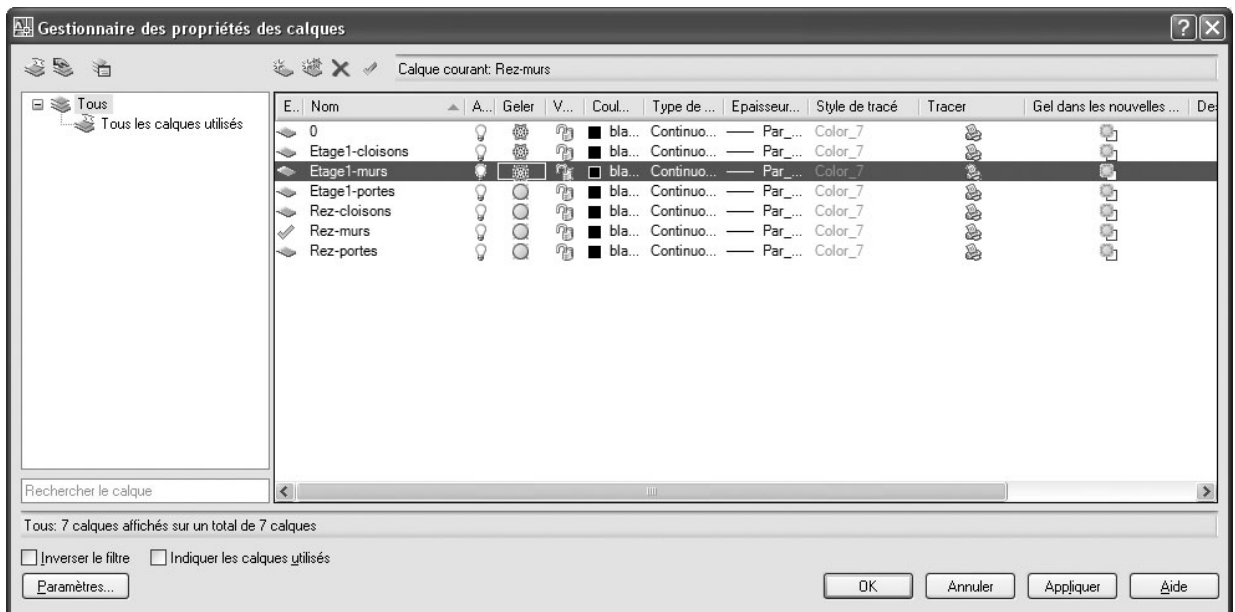 Gestionnaire des propriétés des calques
Calque courant: Rez-murs
Tous
Tous les calques utilisés
E.. Nom A... Geler V... Coul... Type de ... Epaisseur... Style de tracé Tracer Gel dans les nouvelles ... De
0 bla... Continuo... Par_... Color_7
Etage1-cloisons bla... Continuo... Par_... Color_7
Etage1-murs bla... Continuo... Par_... Color_7
Etage1-portes bla... Continuo... Par_... Color_7
Rez-cloisons bla... Continuo... Par_... Color_7
Rez-murs bla... Continuo... Par_... Color_7
Rez-portes bla... Continuo... Par_... Color_7
Rechercher le calque
Tous: 7 calques affichés sur un total de 7 calques
Inverser le filtre Indiquer les calques utilisés
Paramètres... OK Annuler Appliquer Aide